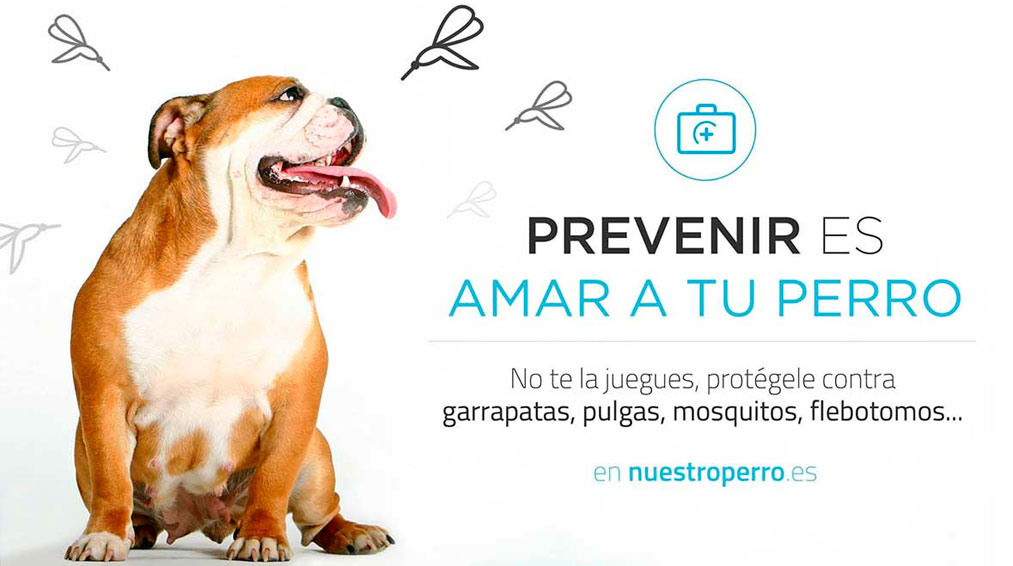 PREVENIR ES
AMAR A TU PERRO
No te la juegues, protégele contra
garrapatas, pulgas, mosquitos, flebotomos...
en nuestroperro.es